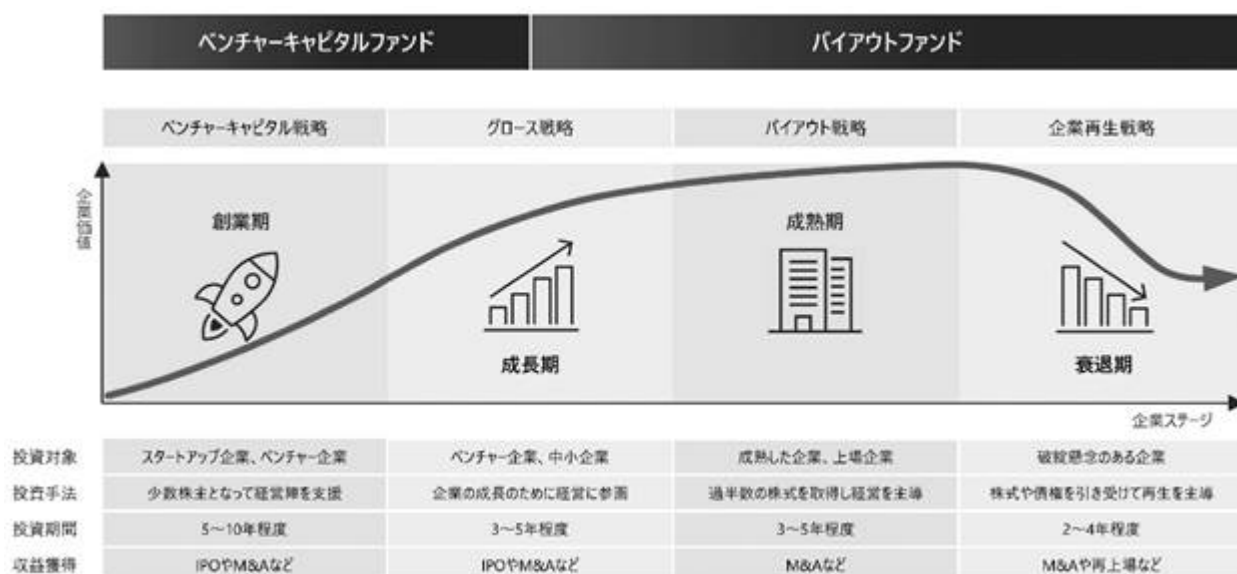 ベンチャーキャピタルファンド
バイアウトファンド
ベンチャーキャピタル戦略
グロース戦略
バイアウト戦略
企業再生戦略
企業価値
創業期
成長期
成熟期
衰退期
企業ステージ
投資対象
スタートアップ企業、ベンチャー企業
ベンチャー企業、中小企業
成熟した企業、上場企業
破綻懸念のある企業
投資手法
少数株主となって経営陣を支援
企業の成長のために経営に参画
過半数の株式を取得し経営を主導
株式や債権を引き受けて再生を主導
投資期間
5～10年程度
3～5年程度
3～5年程度
2～4年程度
収益獲得
IPOやM&Aなど
IPOやM&Aなど
M&Aなど
M&Aや再上場など